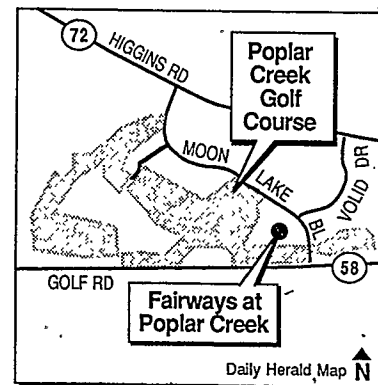 72
HIGGINS RD
Poplar
Creek
Golf
Course
MOON LAKE BL
VOLID DR
58
GOLF RD
Fairways at
Poplar Creek
Daily Herald Map
N